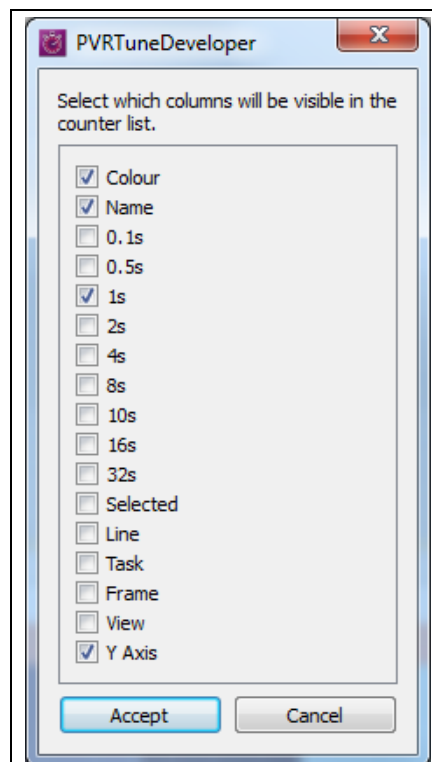 PVRTuneDeveloper
Select which columns will be visible in the
counter list.
Colour
Name
0.1s
0.5s
1s
2s
4s
8s
10s
16s
32s
Selected
Line
Task
Frame
View
Y Axis
Accept
Cancel